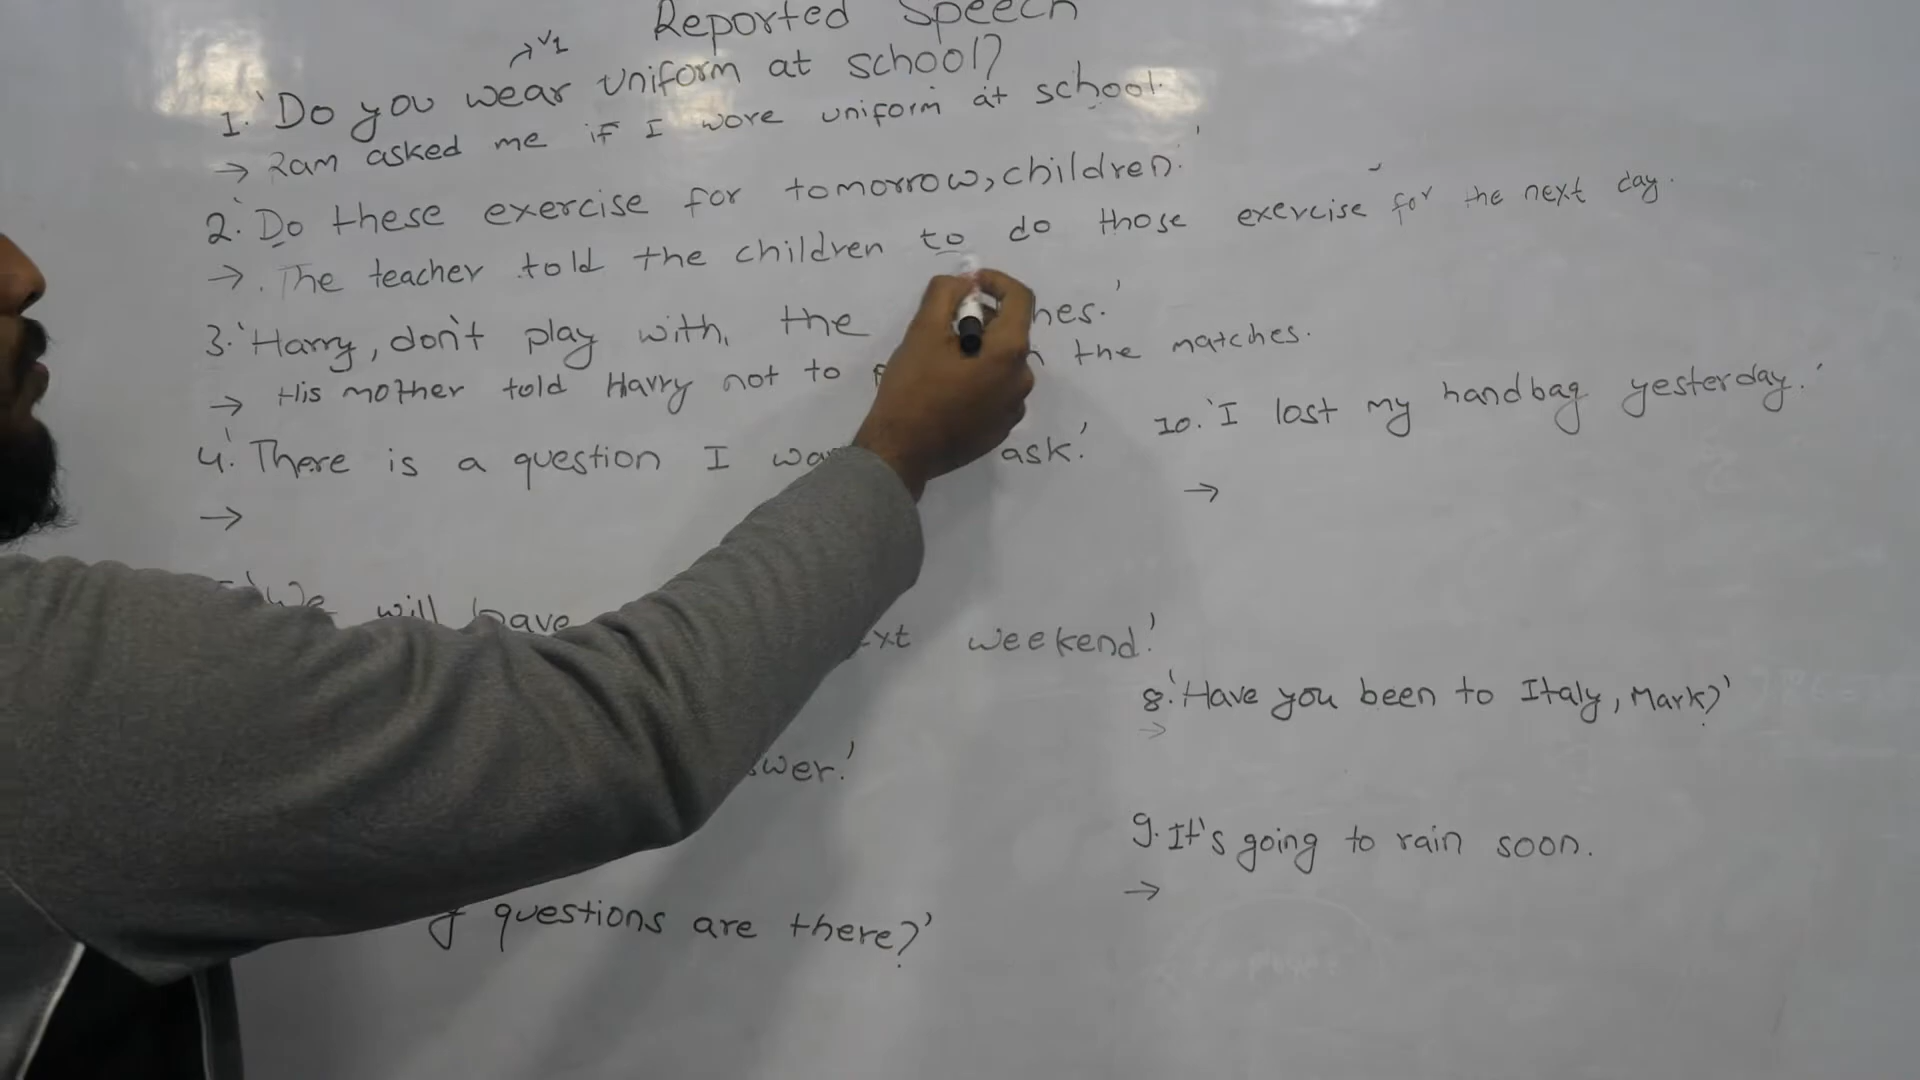 Reported Speech
→ V1
1. 'Do you wear uniform at school?
→ Ram asked me if I wore uniform at school.
2. 'Do these exercise for tomorrow, children.'
→ . The teacher told the children to do those exercise for the next day.
3. 'Harry, don't play with the hes.'
→ His mother told Harry not to the matches.
4. 'There is a question I ask.'
→
'We will have weekend!'
wer.'
questions are there?'
10. 'I lost my handbag yesterday.'
→
8. 'Have you been to Italy, Mark?'
→
9. It's going to rain soon.
→